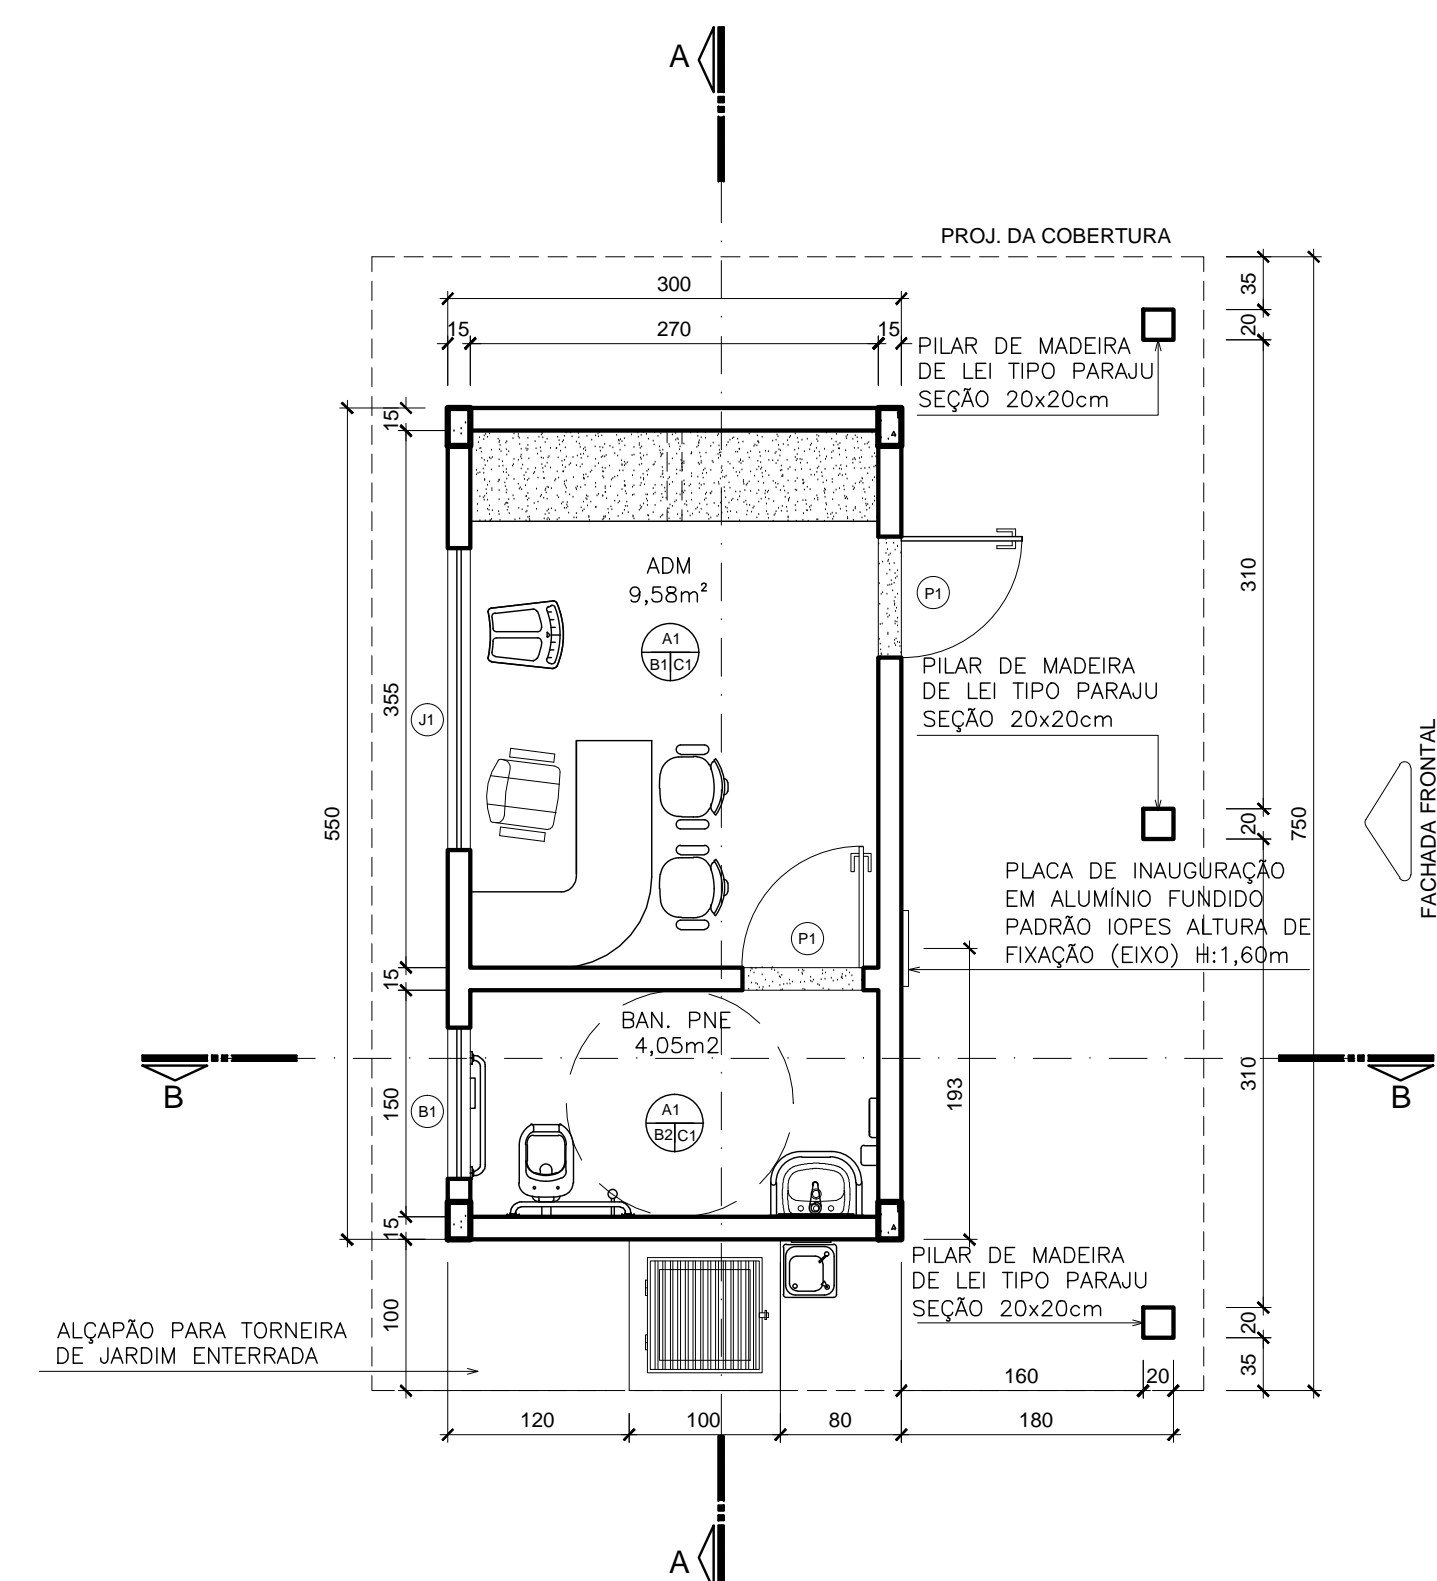 A
PROJ. DA COBERTURA
300
15
270
15
35
20
PILAR DE MADEIRA
DE LEI TIPO PARAJU
SEÇÃO 20x20cm
15
ADM
9,58m²
A1
B1
C1
P1
310
355
J1
PILAR DE MADEIRA
DE LEI TIPO PARAJU
SEÇÃO 20x20cm
550
20
750
FACHADA FRONTAL
PLACA DE INAUGURAÇÃO
EM ALUMÍNIO FUNDIDO
PADRÃO IOPES ALTURA DE
FIXAÇÃO (EIXO) H:1,60m
P1
15
BAN. PNE
4,05m2
B
B
150
B1
A1
B2
C1
193
310
15
PILAR DE MADEIRA
DE LEI TIPO PARAJU
SEÇÃO 20x20cm
100
ALÇAPÃO PARA TORNEIRA
DE JARDIM ENTERRADA
20
35
160
20
120
100
80
180
A